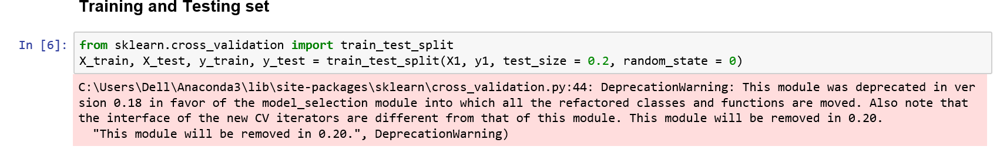 Training and Testing set
In [6]: from sklearn.cross_validation import train_test_split
X_train, X_test, y_train, y_test = train_test_split(X1, y1, test_size = 0.2, random_state = 0)
C:\Users\Dell\Anaconda3\lib\site-packages\sklearn\cross_validation.py:44: DeprecationWarning: This module was deprecated in ver
sion 0.18 in favor of the model_selection module into which all the refactored classes and functions are moved. Also note that
the interface of the new CV iterators are different from that of this module. This module will be removed in 0.20.
  "This module will be removed in 0.20.", DeprecationWarning)